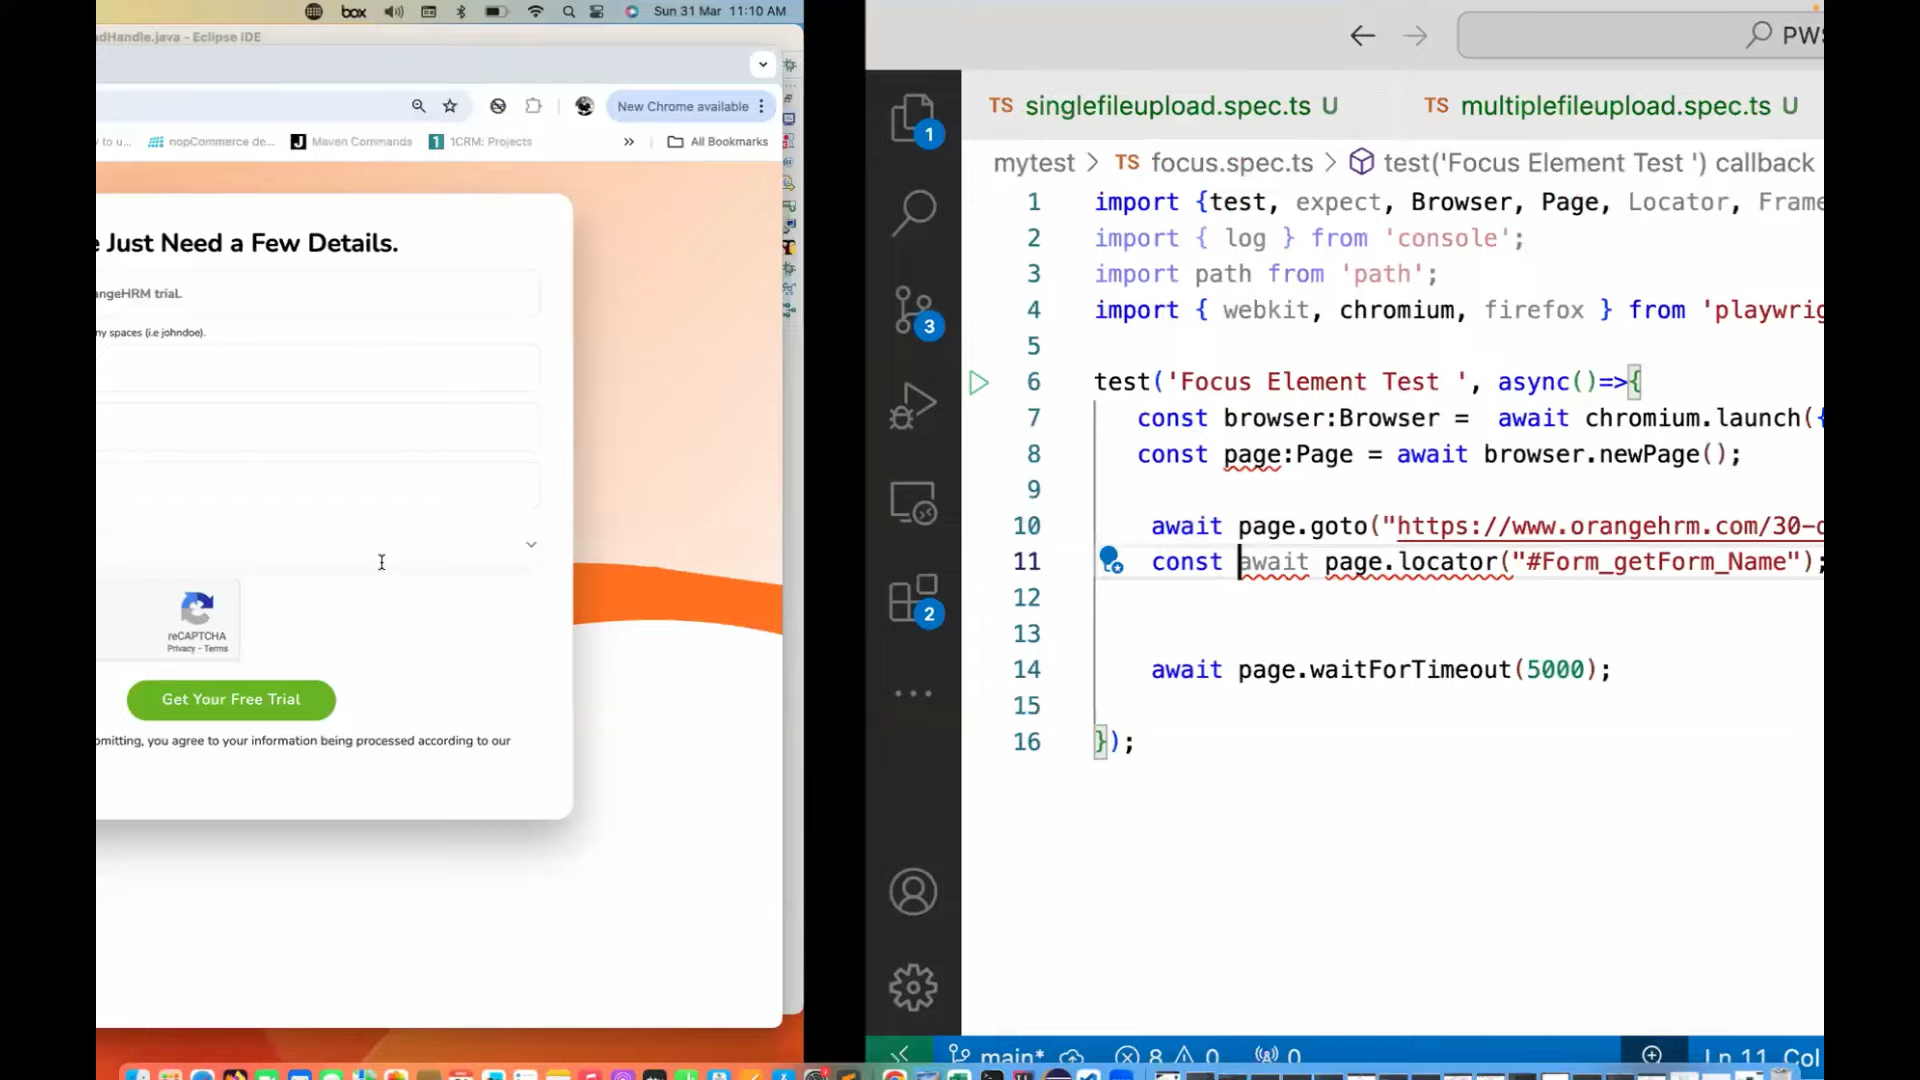 box
Sun 31 Mar 11:10 AM
dHandle.java - Eclipse IDE
New Chrome available
to u...
nopCommerce de...
Maven Commands
1CRM: Projects
»
All Bookmarks
e Just Need a Few Details.
ngeHRM trial.
ny spaces (i.e johndoe).
reCAPTCHA
Privacy - Terms
Get Your Free Trial
mitting, you agree to your information being processed according to our
PWS
TS singlefileupload.spec.ts U
TS multiplefileupload.spec.ts U
mytest > TS focus.spec.ts > test('Focus Element Test ') callback
1
3
2
1 import {test, expect, Browser, Page, Locator, Frame
2 import { log } from 'console';
3 import path from 'path';
4 import { webkit, chromium, firefox } from 'playwrig
5
6 test('Focus Element Test ', async()=>{
7 const browser:Browser = await chromium.launch({
8 const page:Page = await browser.newPage();
9
10 await page.goto("https://www.orangehrm.com/30-d
11 const await page.locator("#Form_getForm_Name");
12
13
14 await page.waitForTimeout(5000);
15
16 });
main* 8 0 0
Ln 11, Col